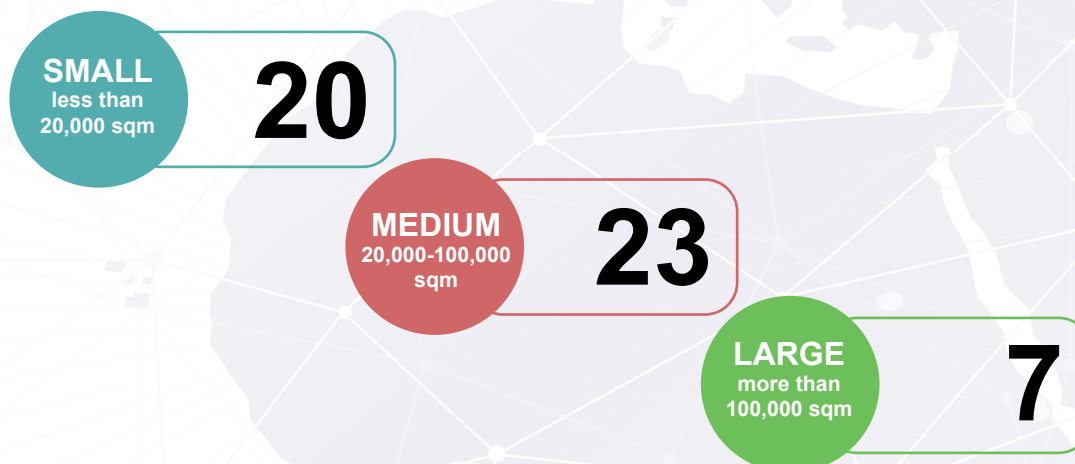 SMALL
less than
20,000 sqm
20
MEDIUM
20,000-100,000
sqm
23
LARGE
more than
100,000 sqm
7